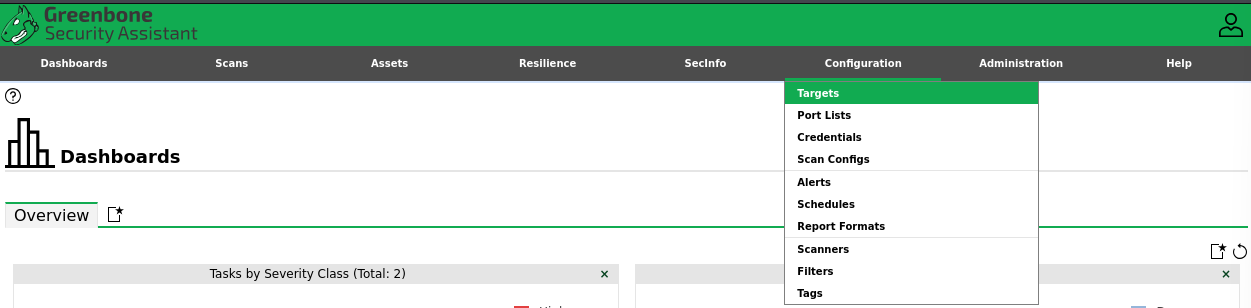 Greenbone
Security Assistant
Dashboards Scans Assets Resilience SecInfo Configuration Administration Help
Targets
Port Lists
Credentials
Scan Configs
Alerts
Schedules
Report Formats
Scanners
Filters
Tags
?
Dashboards
Overview
Tasks by Severity Class (Total: 2)